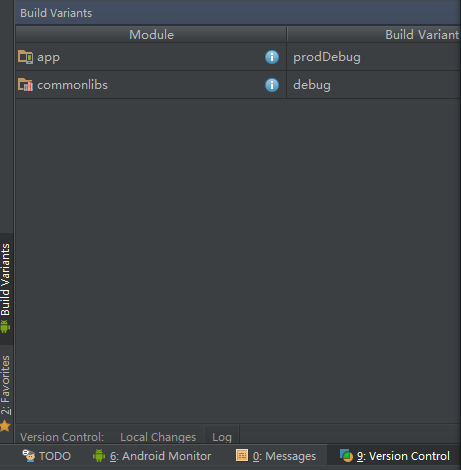 Build Variants
Module Build Variant
app prodDebug
commonlibs debug
Build Variants
2: Favorites
Version Control: Local Changes Log
TODO 6: Android Monitor 0: Messages 9: Version Control